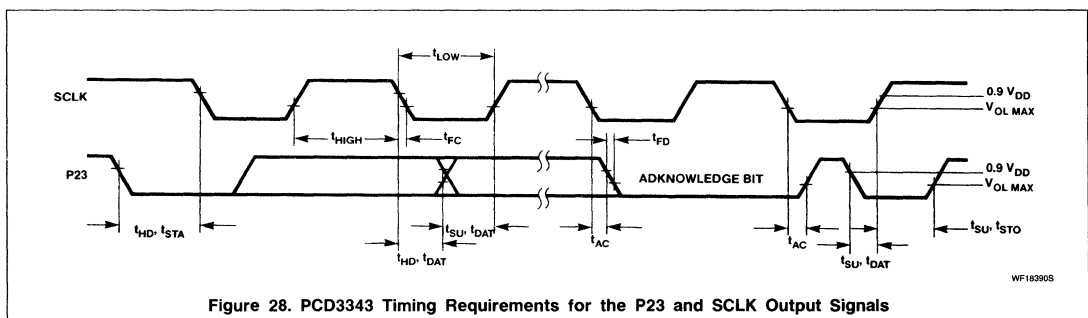 tLOW
SCLK
0.9 VDD
VOL MAX
tHIGH
tFC
tFD
P23
ADKNOWLEDGE BIT
0.9 VDD
VOL MAX
tHD, tSTA
tSU, tDAT
tHD, tDAT
tAC
tAC
tSU, tDAT
tSU, tSTO
WF18390S
Figure 28. PCD3343 Timing Requirements for the P23 and SCLK Output Signals